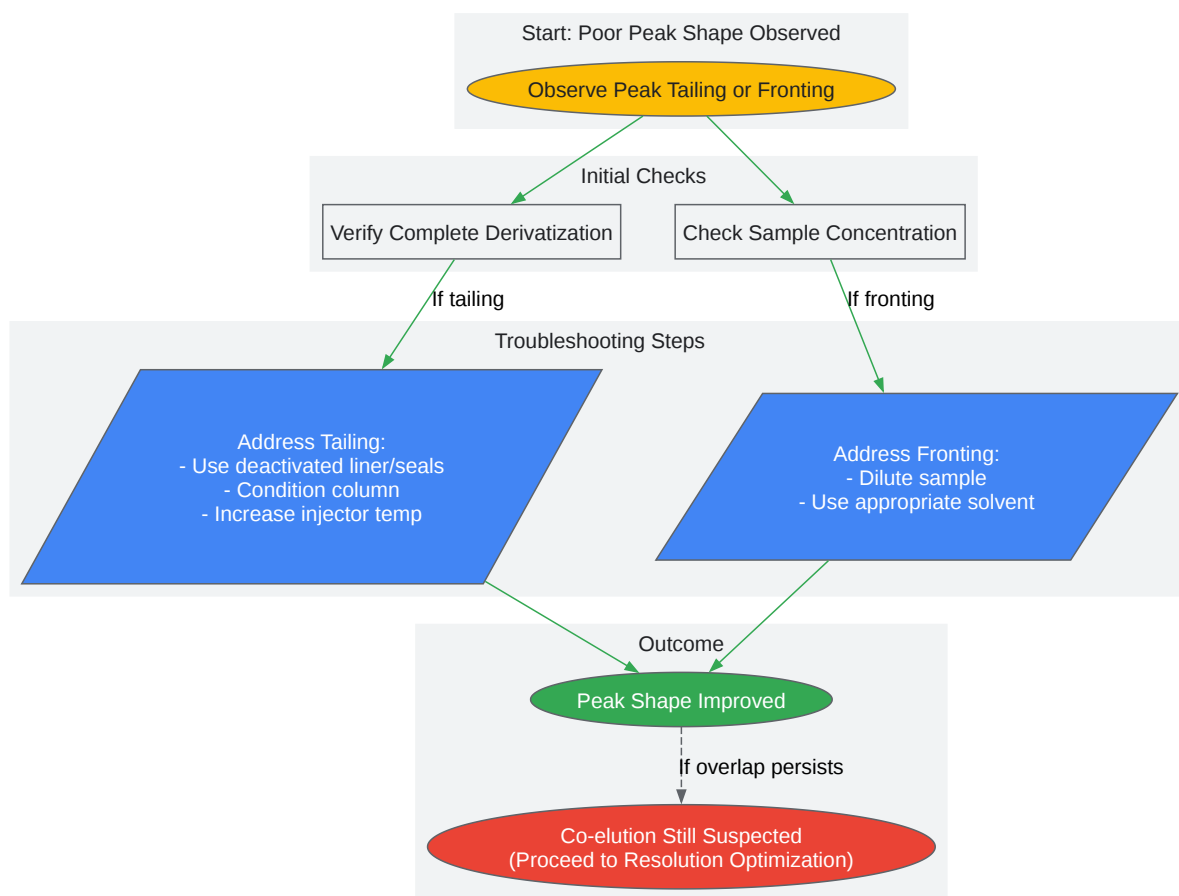 Start: Poor Peak Shape Observed
Observe Peak Tailing or Fronting
Initial Checks
Verify Complete Derivatization
Check Sample Concentration
If tailing
If fronting
Troubleshooting Steps
Address Tailing:
- Use deactivated liner/seals
- Condition column
- Increase injector temp
Address Fronting:
- Dilute sample
- Use appropriate solvent
Outcome
Peak Shape Improved
If overlap persists
Co-elution Still Suspected
(Proceed to Resolution Optimization)